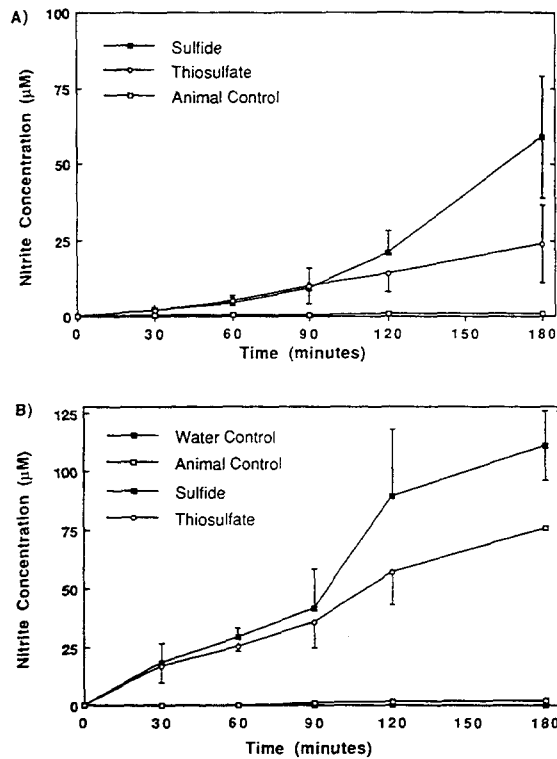 A)
Nitrite Concentration (μM)
100
75
50
25
0
Sulfide
Thiosulfate
Animal Control
0 30 60 90 120 150 180
Time (minutes)
B)
Nitrite Concentration (μM)
125
100
75
50
25
0
Water Control
Animal Control
Sulfide
Thiosulfate
0 30 60 90 120 150 180
Time (minutes)